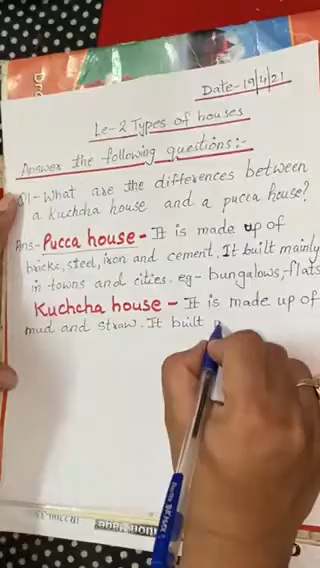 Date-19/4/21
Le-2 Types of houses
Answer the following questions:-
Q1-What are the differences between
a kuchcha house and a pucca house?
Ans- Pucca house - It is made up of
bricks, steel, iron and cement. It built mainly
in towns and cities. eg- bungalows, flats
Kuchcha house - It is made up of
mud and straw. It built